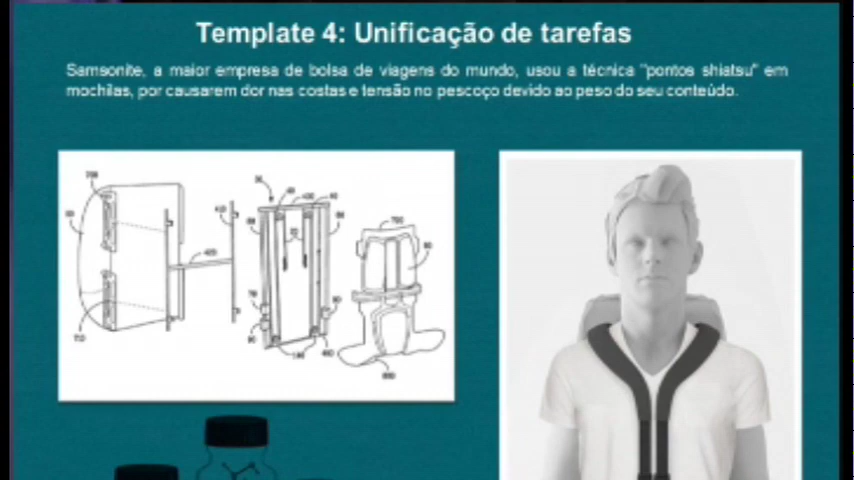 Template 4: Unificação de tarefas
Samsonite, a maior empresa de bolsa de viagens do mundo, usou a técnica "pontos shiatsu" em
mochilas, por causarem dor nas costas e tensão no pescoço devido ao peso do seu conteúdo.